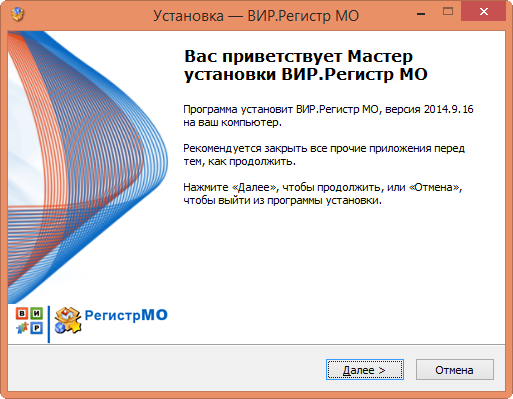 Установка — ВИР.Регистр МО
Вас приветствует Мастер
установки ВИР.Регистр МО
Программа установит ВИР.Регистр МО, версия 2014.9.16
на ваш компьютер.
Рекомендуется закрыть все прочие приложения перед
тем, как продолжить.
Нажмите «Далее», чтобы продолжить, или «Отмена»,
чтобы выйти из программы установки.
В И
Р
РегистрМО
Далее >
Отмена